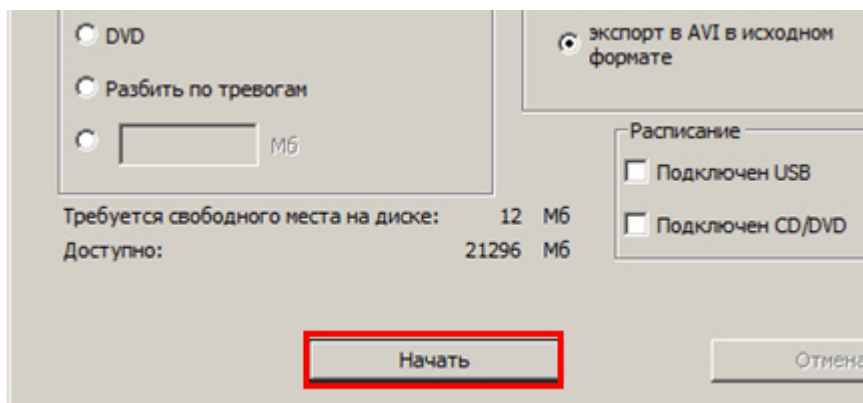 DVD
экспорт в AVI в исходном
формате
Разбить по тревогам
Мб
Расписание
Подключен USB
Подключен CD/DVD
Требуется свободного места на диске: 12 Мб
Доступно: 21296 Мб
Начать
Отмена